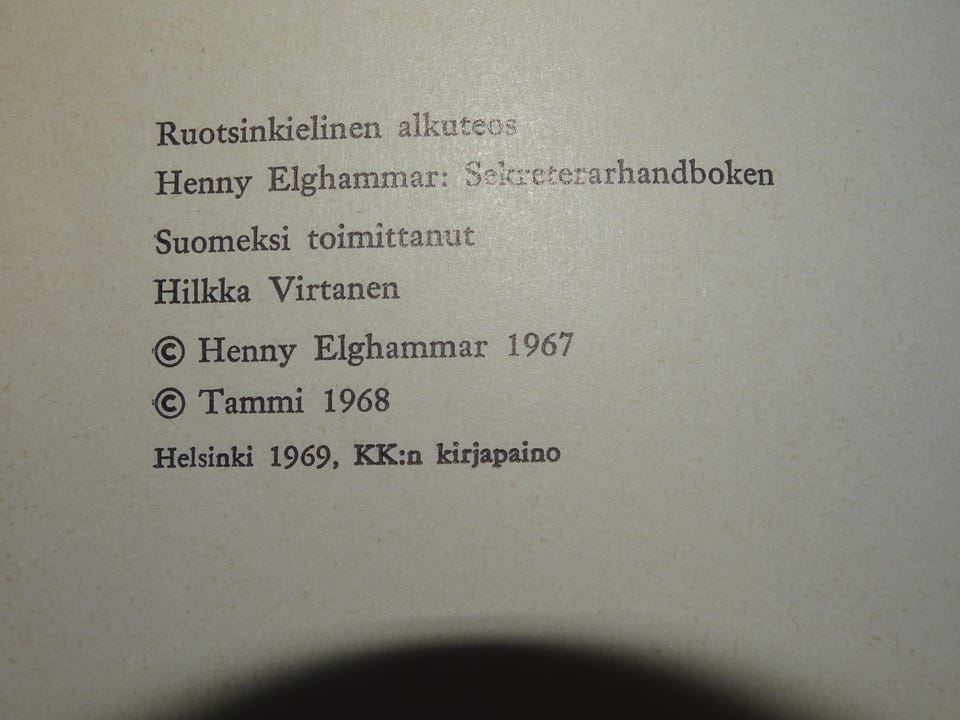 Ruotsinkielinen alkuteos
Henny Elghammar: Sekreterarhandboken
Suomeksi toimittanut
Hilkka Virtanen
© Henny Elghammar 1967
© Tammi 1968
Helsinki 1969, KK:n kirjapaino